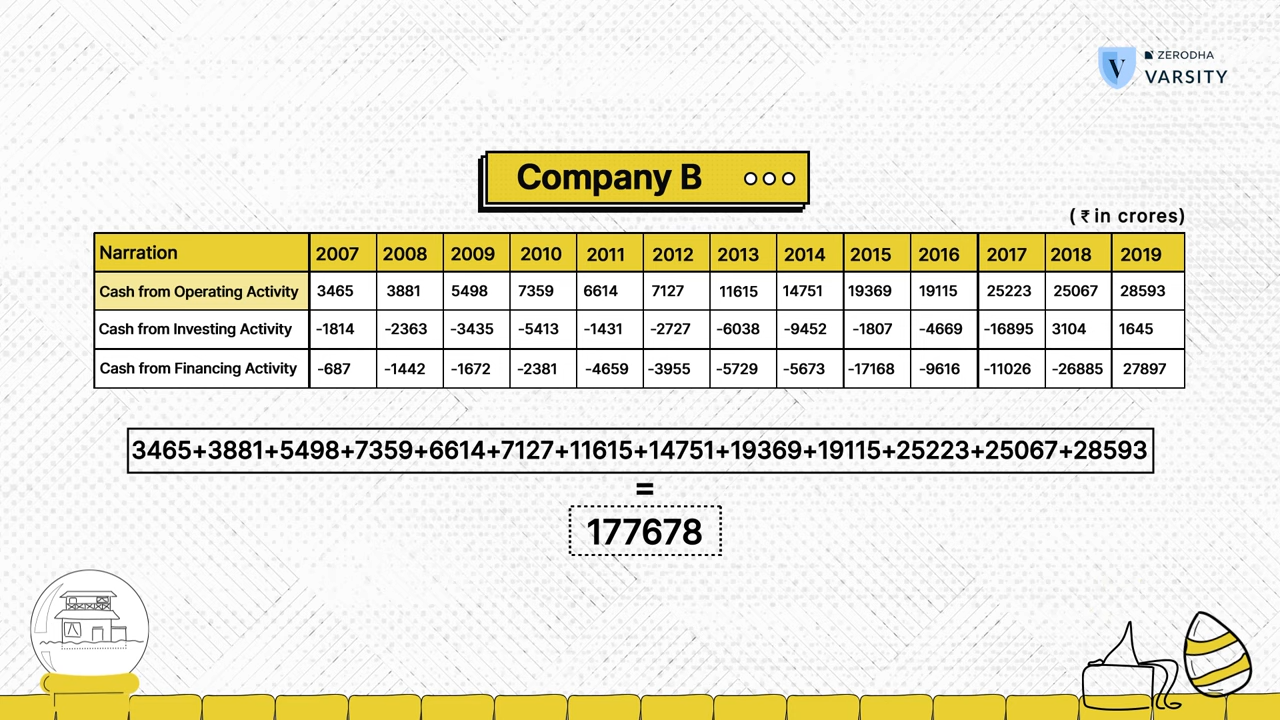 ZERODHA
VARSITY
Company B
( ₹ in crores)
Narration 2007 2008 2009 2010 2011 2012 2013 2014 2015 2016 2017 2018 2019
Cash from Operating Activity 3465 3881 5498 7359 6614 7127 11615 14751 19369 19115 25223 25067 28593
Cash from Investing Activity -1814 -2363 -3435 -5413 -1431 -2727 -6038 -9452 -1807 -4669 -16895 3104 1645
Cash from Financing Activity -687 -1442 -1672 -2381 -4659 -3955 -5729 -5673 -17168 -9616 -11026 -26885 27897
3465+3881+5498+7359+6614+7127+11615+14751+19369+19115+25223+25067+28593
=
177678